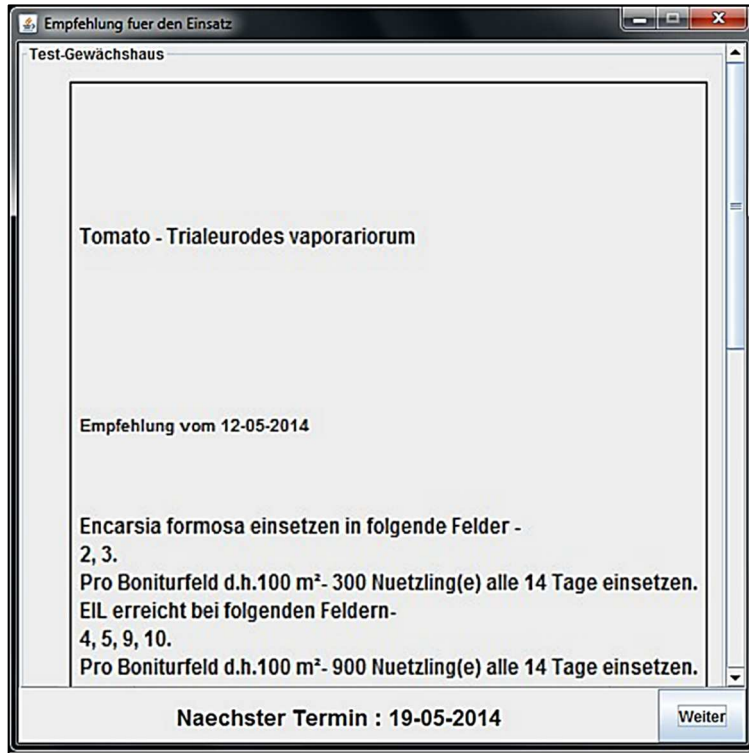 Empfehlung fuer den Einsatz
Test-Gewächshaus
Tomato - Trialeurodes vaporariorum
Empfehlung vom 12-05-2014
Encarsia formosa einsetzen in folgende Felder -
2, 3.
Pro Boniturfeld d.h.100 m²- 300 Nuetzling(e) alle 14 Tage einsetzen.
EIL erreicht bei folgenden Feldern-
4, 5, 9, 10.
Pro Boniturfeld d.h.100 m²- 900 Nuetzling(e) alle 14 Tage einsetzen.
Naechster Termin : 19-05-2014
Weiter